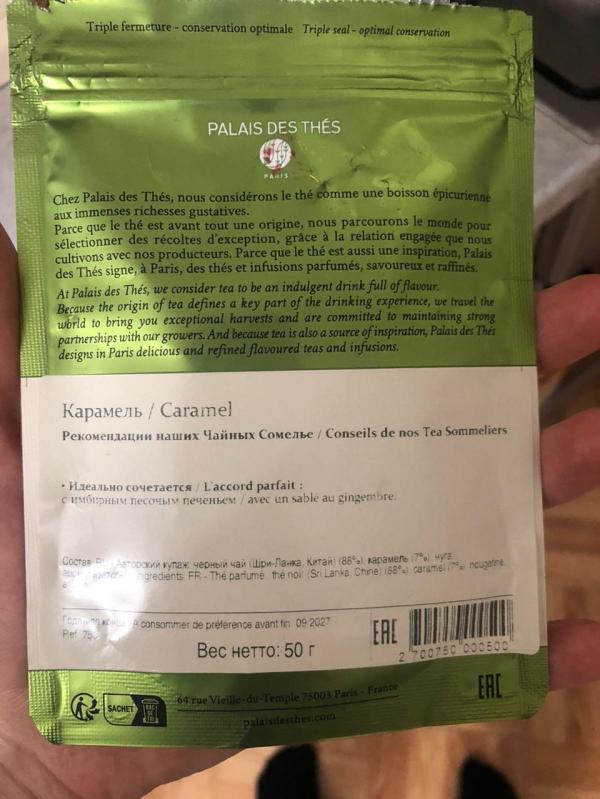 Triple fermeture - conservation optimale Triple seal - optimal conservation
PALAIS DES THÉS
PARIS
Chez Palais des Thés, nous considérons le thé comme une boisson épicurienne
aux immenses richesses gustatives.
Parce que le thé est avant tout une origine, nous parcourons le monde pour
sélectionner des récoltes d'exception, grâce à la relation engagée que nous
cultivons avec nos producteurs. Parce que le thé est aussi une inspiration, Palais
des Thés signe, à Paris, des thés et infusions parfumés, savoureux et raffinés.
At Palais des Thés, we consider tea to be an indulgent drink full of flavour.
Because the origin of tea defines a key part of the drinking experience, we travel the
world to bring you exceptional harvests and are committed to maintaining strong
partnerships with our growers. And because tea is also a source of inspiration, Palais des Thés
designs in Paris delicious and refined flavoured teas and infusions.
Карамель / Caramel
Рекомендации наших Чайных Сомелье / Conseils de nos Tea Sommeliers
• Идеально сочетается / L'accord parfait :
с имбирным песочым печеньем / avec un sablé au gingembre.
Состав: Авторский купаж: черный чай (Шри-Ланка, Китай) (88%), карамель (7%), нуга
Ingredients FR - Thé parfumé: thé noir (Sri Lanka, Chine) (88%), caramel (7%), nougatine,
A consommer de préférence avant fin: 09.2027
Ref:
Вес нетто: 50 г
EAC
2 700750 000500
SACHET
BAC DE TRI
64 rue Vieille-du-Temple 75003 Paris - France
palaisdesthes.com
EAC